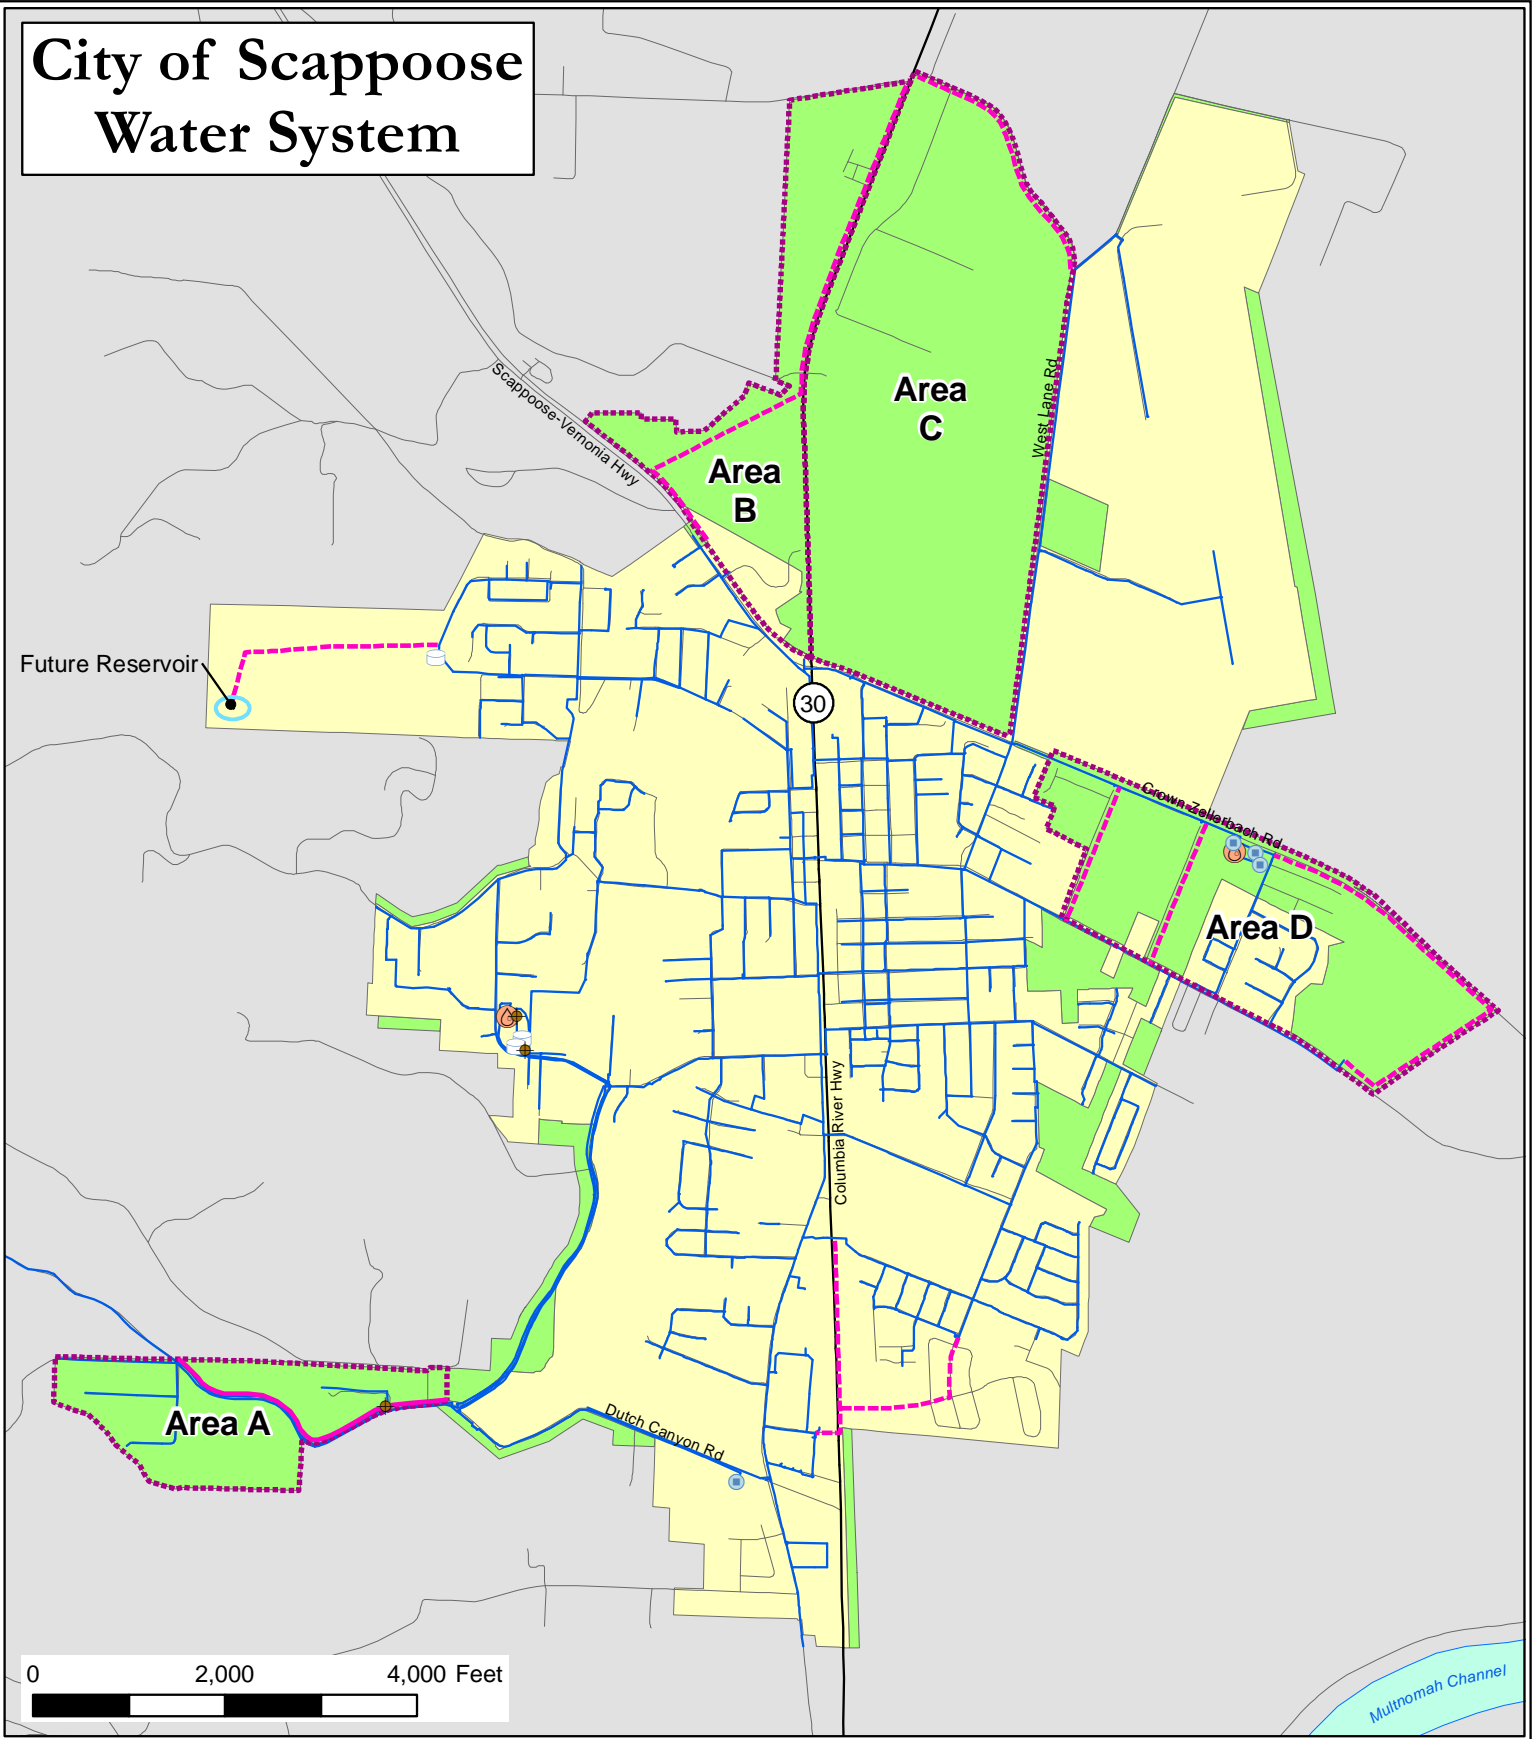 City of Scappoose
Water System
Area
C
Scappoose-Vernonia Hwy
West Lane Rd
Area
B
Future Reservoir
30
Crown Zellerbach Rd
Area D
Columbia River Hwy
Area A
Dutch Canyon Rd
0 2,000 4,000 Feet
Multnomah Channel